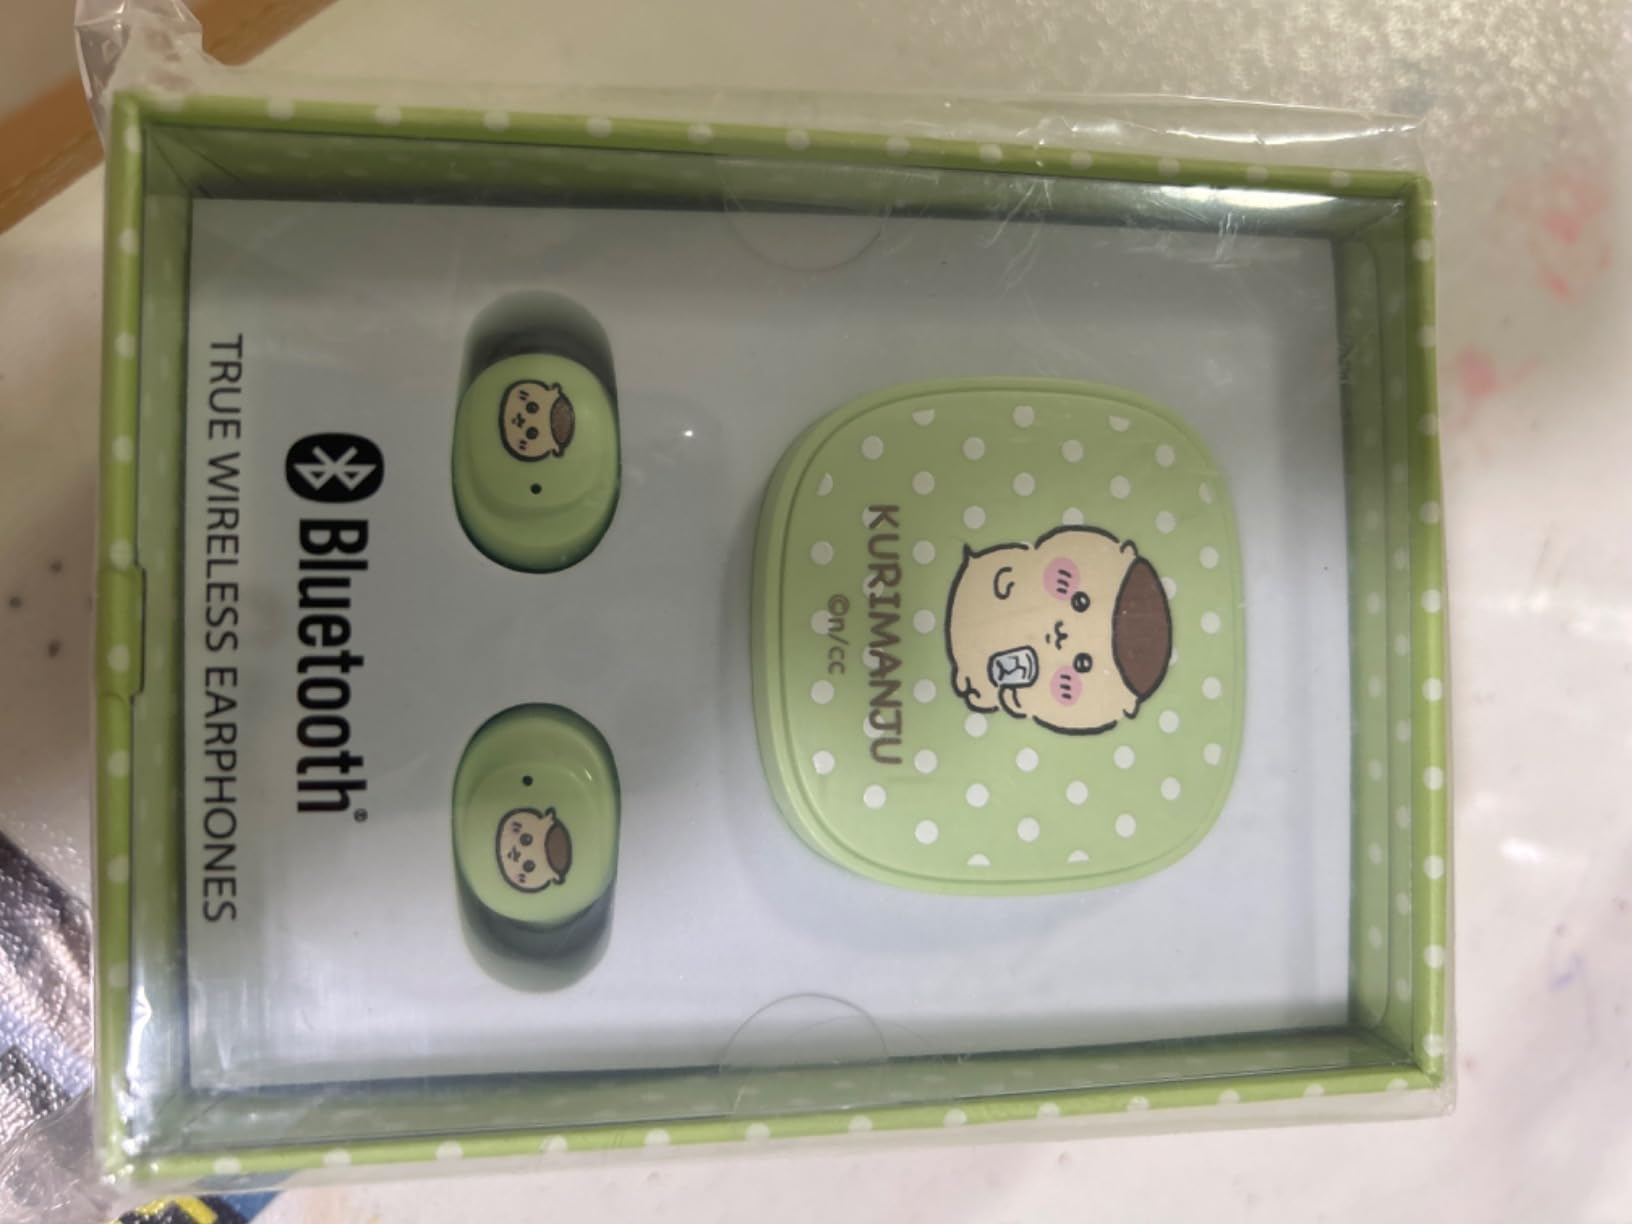 KURIMANJU
©n/cc
Bluetooth®
TRUE WIRELESS EARPHONES